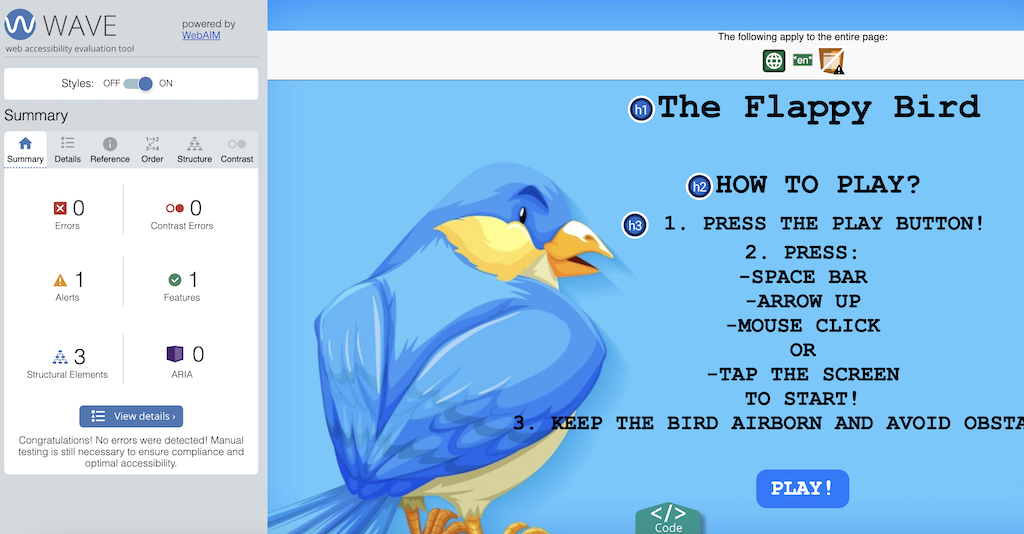 WAVE
powered by
WebAIM
web accessibility evaluation tool
Styles: OFF ON
Summary
Summary Details Reference Order Structure Contrast
0 0
Errors Contrast Errors
1 1
Alerts Features
3 0
Structural Elements ARIA
View details ›
Congratulations! No errors were detected! Manual
testing is still necessary to ensure compliance and
optimal accessibility.
The following apply to the entire page:
"en"
h1 The Flappy Bird
h2 HOW TO PLAY?
h3 1. PRESS THE PLAY BUTTON!
2. PRESS:
-SPACE BAR
-ARROW UP
-MOUSE CLICK
OR
-TAP THE SCREEN
TO START!
3. KEEP THE BIRD AIRBORN AND AVOID OBSTA
PLAY!
</>
Code